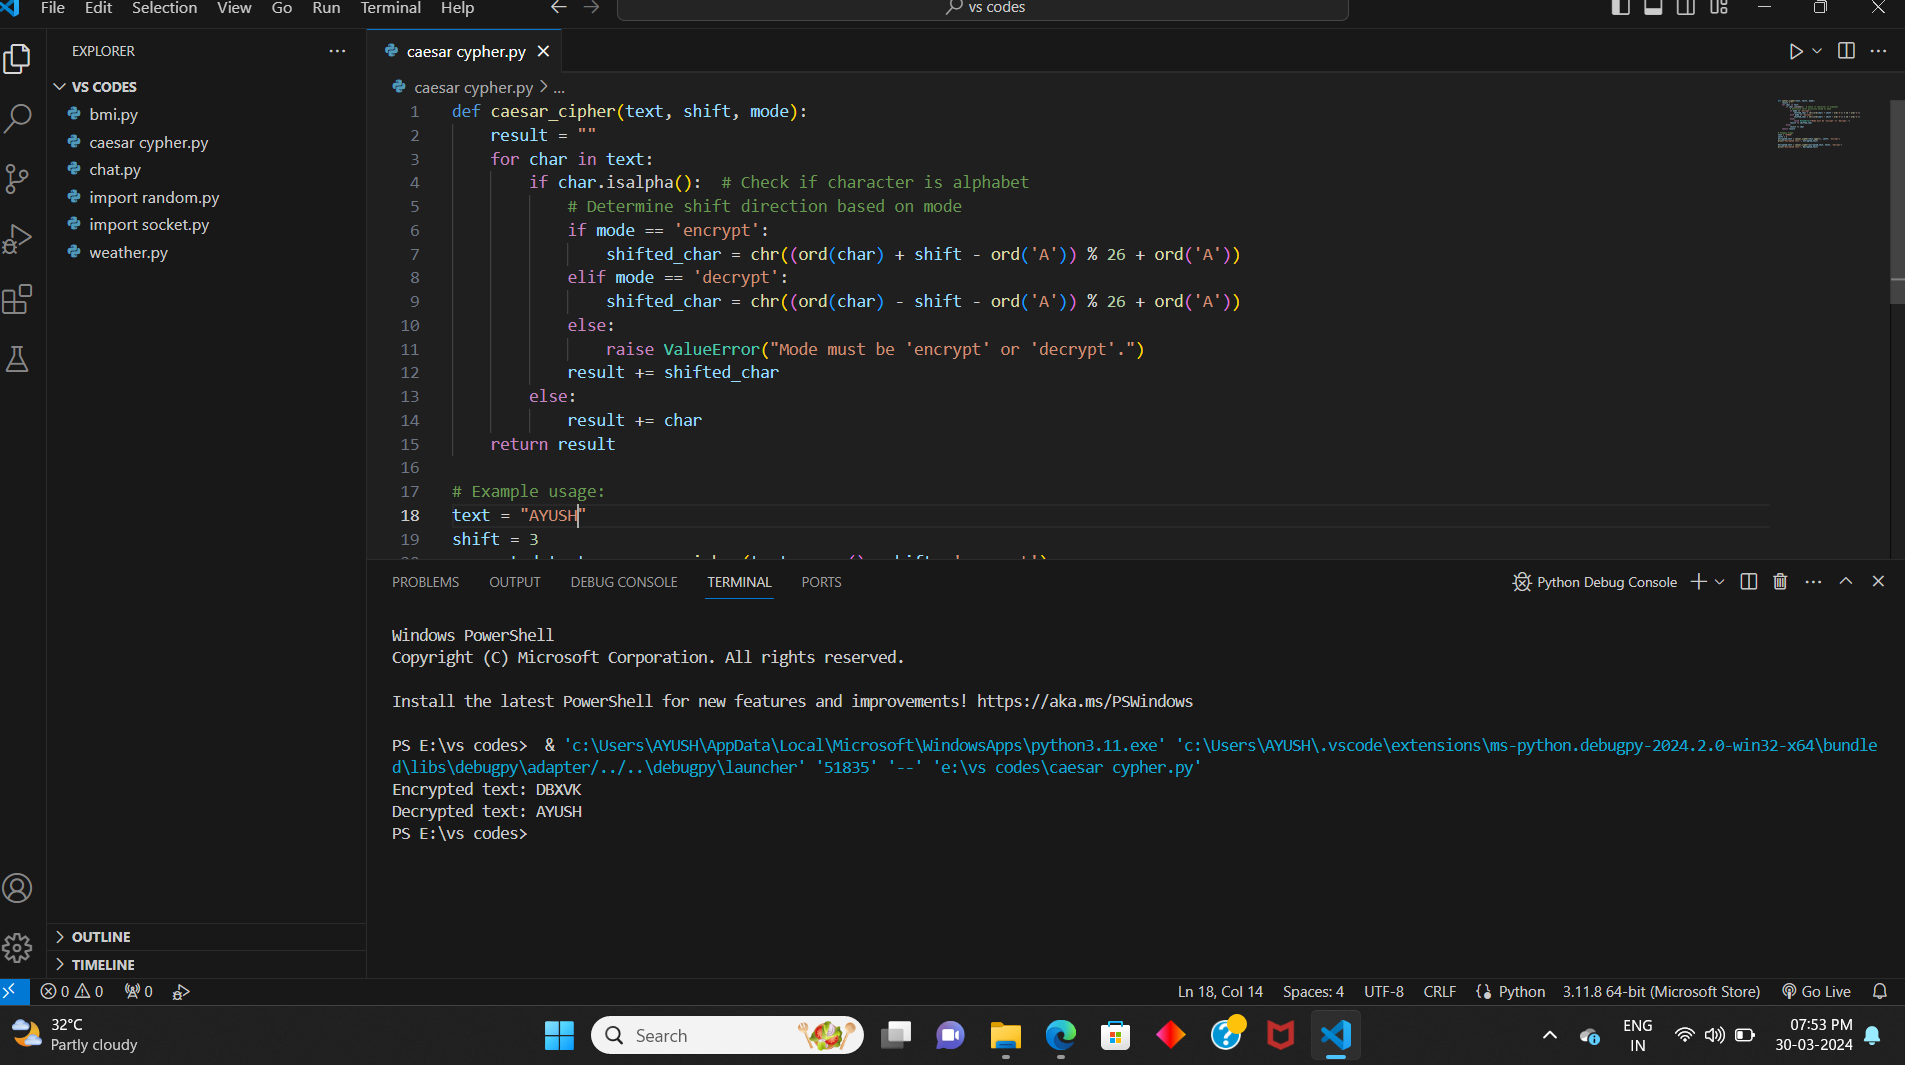 File Edit Selection View Go Run Terminal Help
vs codes
EXPLORER
VS CODES
bmi.py
caesar cypher.py
chat.py
import random.py
import socket.py
weather.py
OUTLINE
TIMELINE
caesar cypher.py
caesar cypher.py > ...
1 def caesar_cipher(text, shift, mode):
2 result = ""
3 for char in text:
4 if char.isalpha():  # Check if character is alphabet
5 # Determine shift direction based on mode
6 if mode == 'encrypt':
7 shifted_char = chr((ord(char) + shift - ord('A')) % 26 + ord('A'))
8 elif mode == 'decrypt':
9 shifted_char = chr((ord(char) - shift - ord('A')) % 26 + ord('A'))
10 else:
11 raise ValueError("Mode must be 'encrypt' or 'decrypt'.")
12 result += shifted_char
13 else:
14 result += char
15 return result
16
17 # Example usage:
18 text = "AYUSH"
19 shift = 3
PROBLEMS OUTPUT DEBUG CONSOLE TERMINAL PORTS
Python Debug Console
Windows PowerShell
Copyright (C) Microsoft Corporation. All rights reserved.
Install the latest PowerShell for new features and improvements! https://aka.ms/PSWindows
PS E:\vs codes>  & 'c:\Users\AYUSH\AppData\Local\Microsoft\WindowsApps\python3.11.exe' 'c:\Users\AYUSH\.vscode\extensions\ms-python.debugpy-2024.2.0-win32-x64\bundle
d\libs\debugpy\adapter/../..\debugpy\launcher' '51835' '--' 'e:\vs codes\caesar cypher.py'
Encrypted text: DBXVK
Decrypted text: AYUSH
PS E:\vs codes>
0 0 0
Ln 18, Col 14 Spaces: 4 UTF-8 CRLF Python 3.11.8 64-bit (Microsoft Store) Go Live
32°C
Partly cloudy
Search
ENG
IN
07:53 PM
30-03-2024